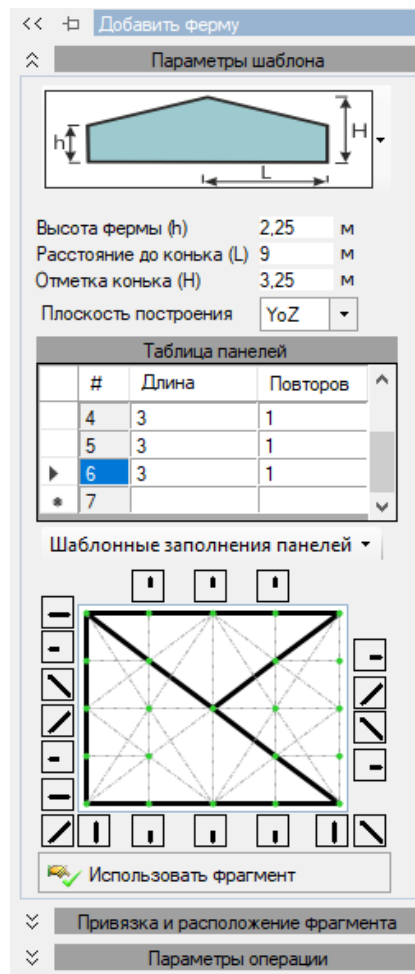 << Добавить ферму
Параметры шаблона
h H
L
Высота фермы (h) 2,25 м
Расстояние до конька (L) 9 м
Отметка конька (H) 3,25 м
Плоскость построения YoZ
Таблица панелей
# Длина Повторов
4 3 1
5 3 1
6 3 1
7
Шаблонные заполнения панелей
Использовать фрагмент
Привязка и расположение фрагмента
Параметры операции